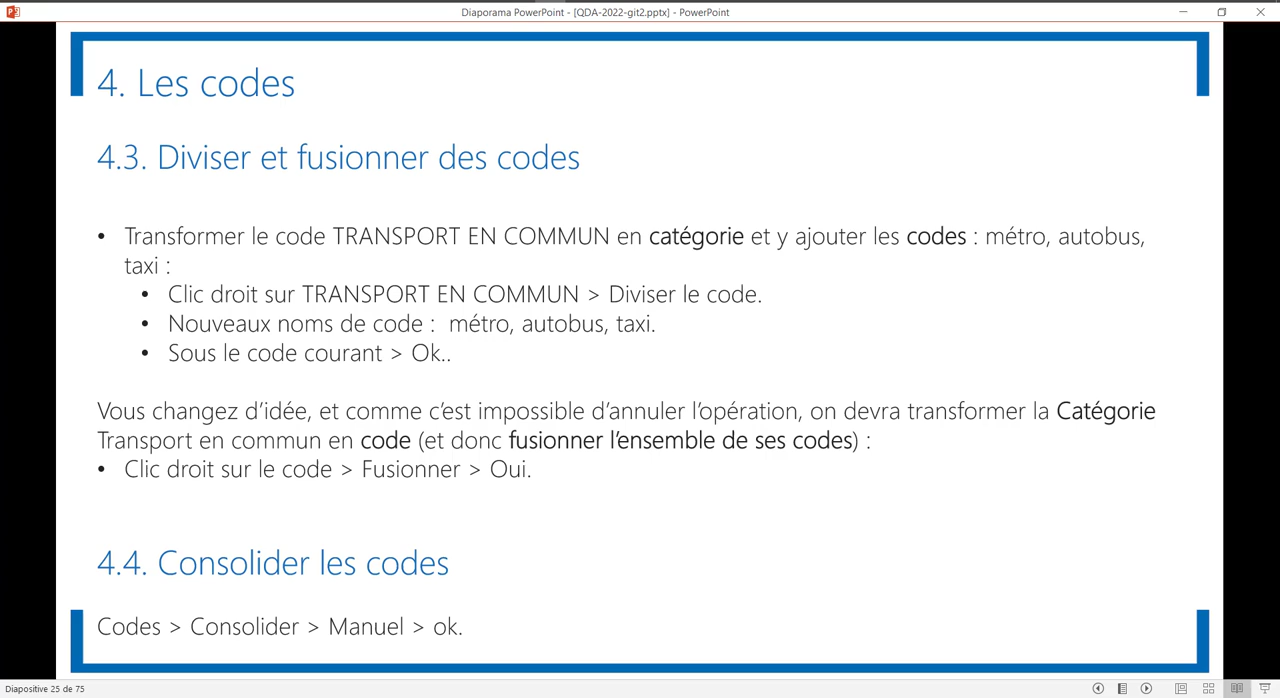 Diaporama PowerPoint - [QDA-2022-git2.pptx] - PowerPoint
4. Les codes
4.3. Diviser et fusionner des codes
• Transformer le code TRANSPORT EN COMMUN en catégorie et y ajouter les codes : métro, autobus,
taxi :
• Clic droit sur TRANSPORT EN COMMUN > Diviser le code.
• Nouveaux noms de code : métro, autobus, taxi.
• Sous le code courant > Ok..
Vous changez d’idée, et comme c’est impossible d’annuler l’opération, on devra transformer la Catégorie
Transport en commun en code (et donc fusionner l’ensemble de ses codes) :
• Clic droit sur le code > Fusionner > Oui.
4.4. Consolider les codes
Codes > Consolider > Manuel > ok.
Diapositive 25 de 75